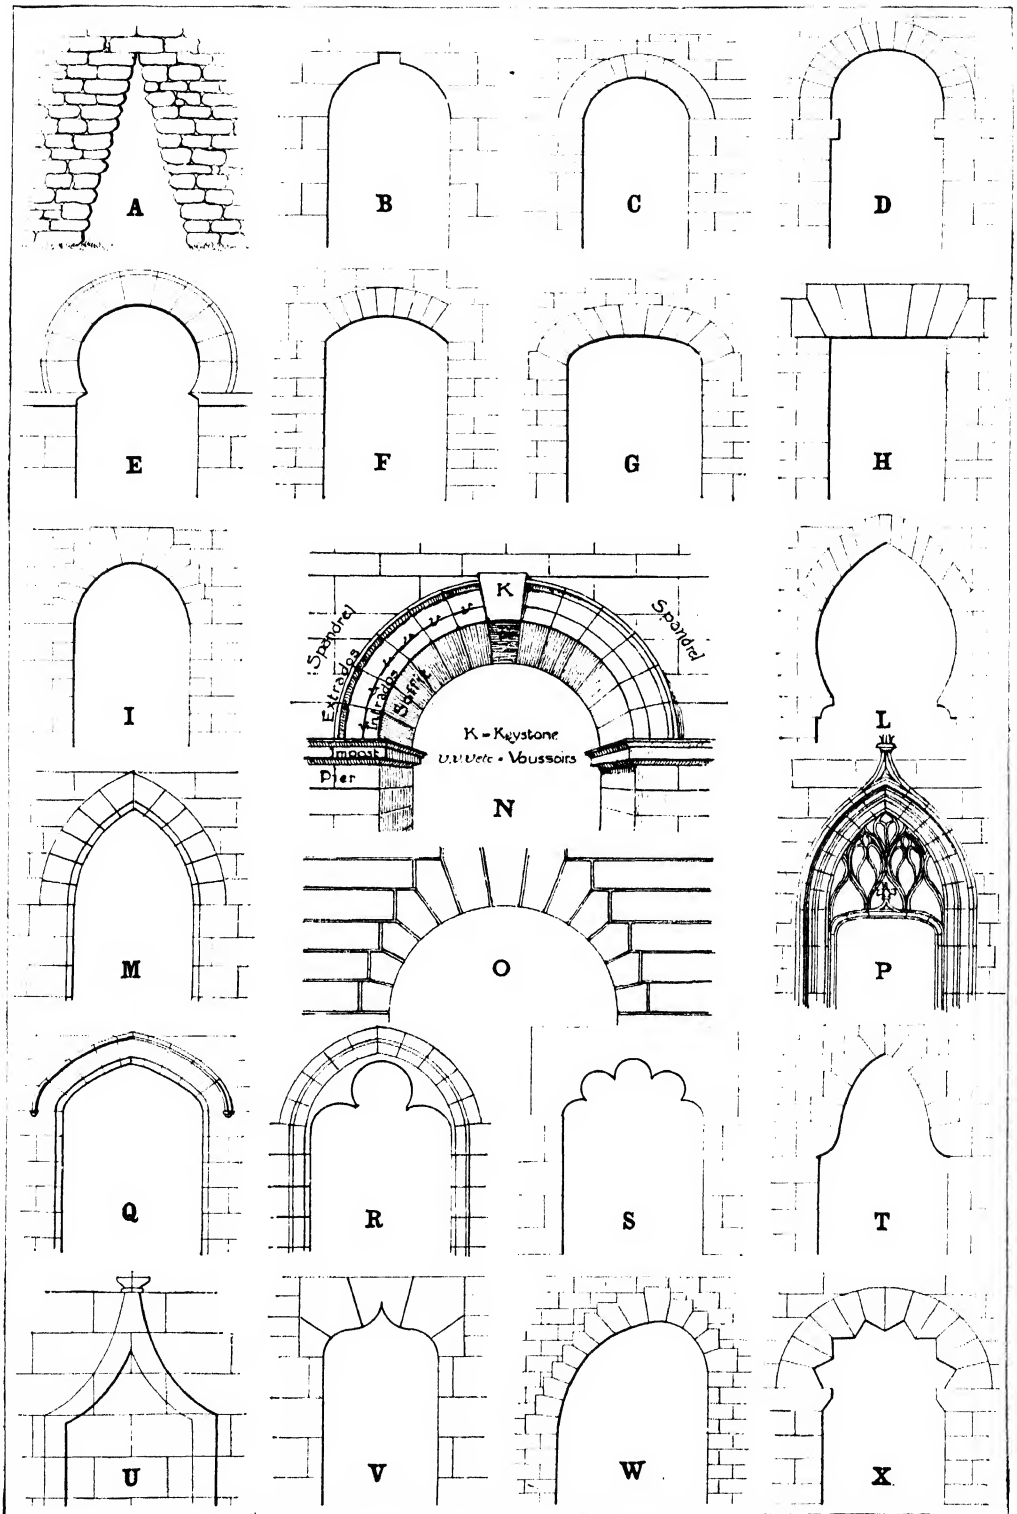 A
B
C
D
E
F
G
H
I
K
Spandrel
Spandrel
Extrados
Intrados
Soffit
K = Keystone
v.v.v etc = Voussoirs
Impost
Pier
N
L
M
O
P
Q
R
S
T
U
V
W
X